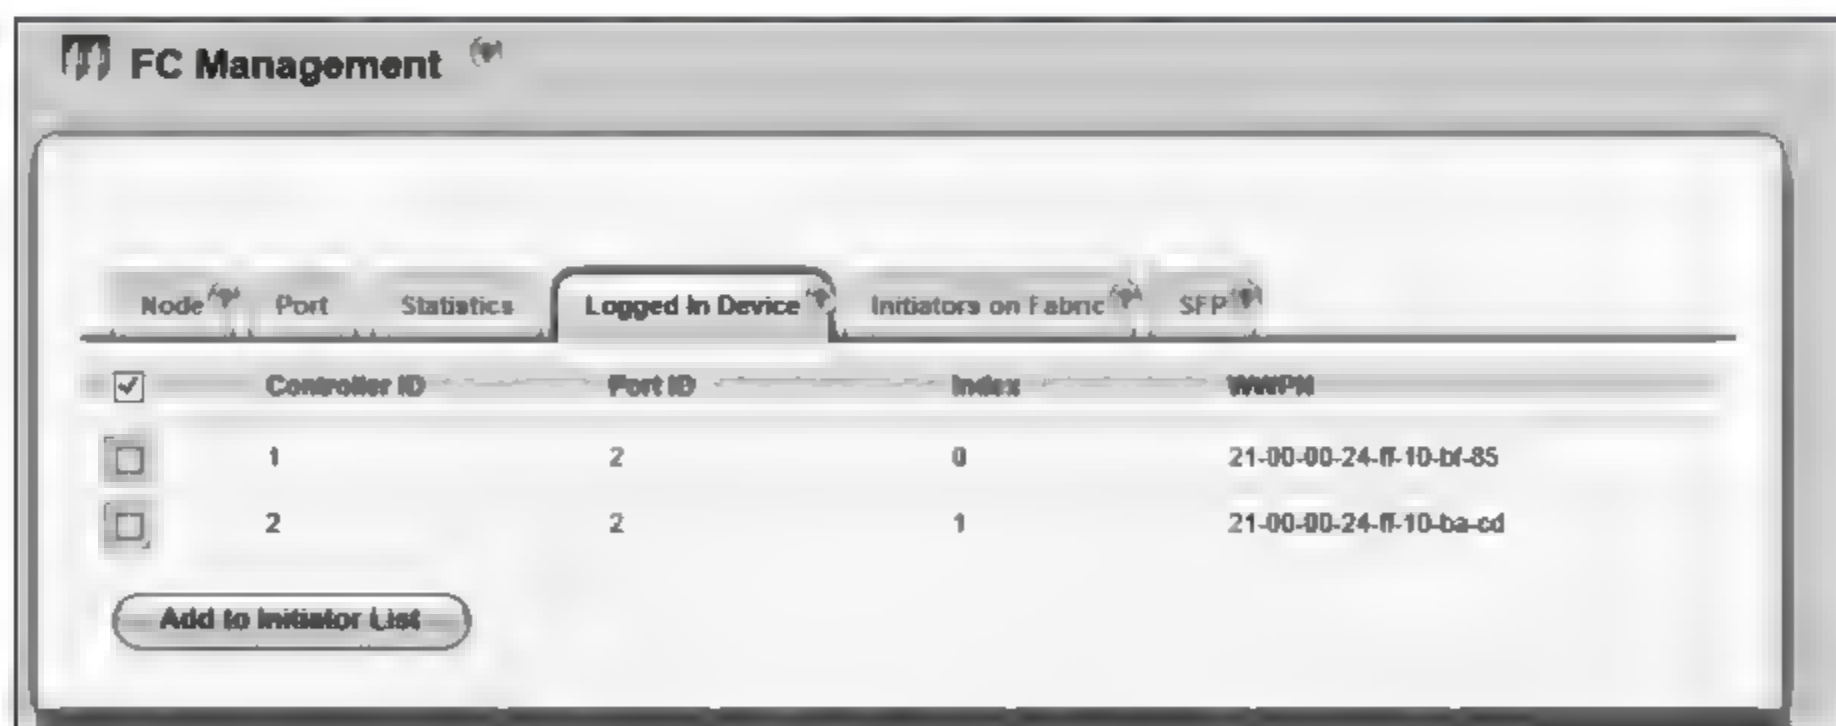 FC Management
Node Port Statistics Logged In Device Initiators on Fabric SFP
Controller ID Port ID Index WWPN
1 2 0 21-00-00-24-ff-10-bf-85
2 2 1 21-00-00-24-ff-10-ba-cd
Add to Initiator List